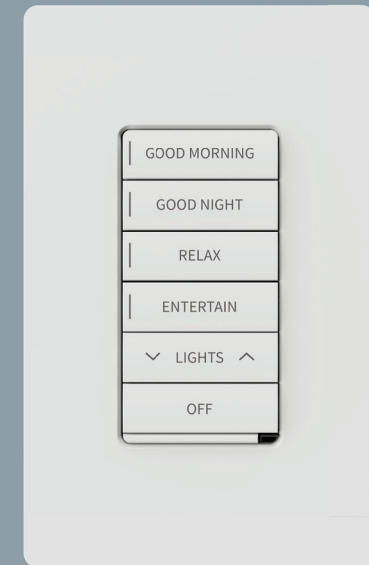 GOOD MORNING
GOOD NIGHT
RELAX
ENTERTAIN
LIGHTS
OFF